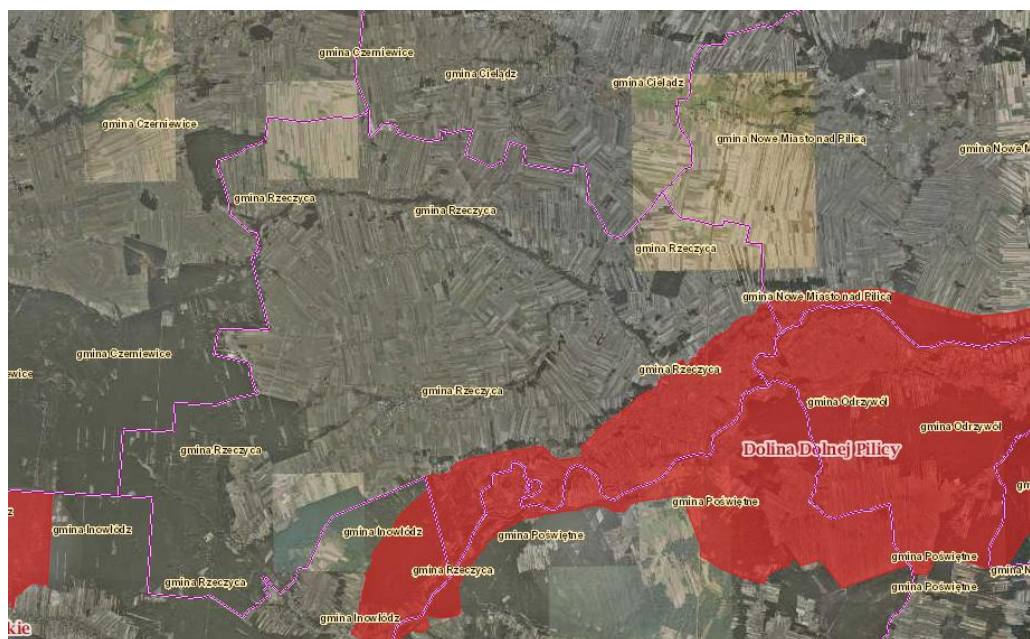 gmina Czerniewice
gmina Cielądz
gmina Cielądz
gmina Czerniewice
gmina Nowe Miasto nad Pilicą
gmina Nowe M
gmina Rzeczyca
gmina Rzeczyca
gmina Rzeczyca
gmina Nowe Miasto nad Pilicą
gmina Czerniewice
ewice
gmina Rzeczyca
gmina Rzeczyca
gmina Odrzywół
gmina Odrzywół
gmina Rzeczyca
Dolina Dolnej Pilicy
gm
gmina Poświętne
z
gmina Inowłódz
gmina Inowłódz
gmina Poświętne
gmina Poświętne
gmina Rzeczyca
gmina Rzeczyca
gmina N
gmina Poświętne
gmina Inowłódz
kie